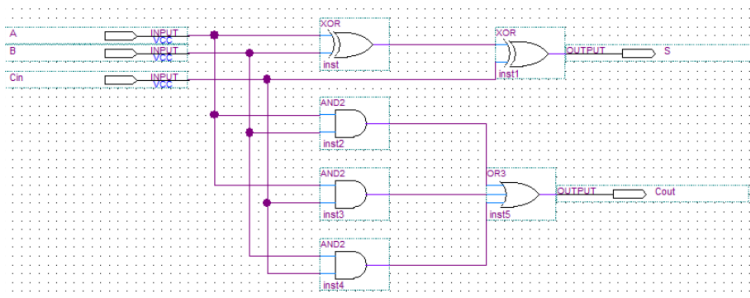 XOR
XOR
A INPUT
VCC
B INPUT
VCC
OUTPUT S
inst
inst1
Cin INPUT
VCC
AND2
inst2
AND2
OR3
OUTPUT Cout
inst3
inst5
AND2
inst4